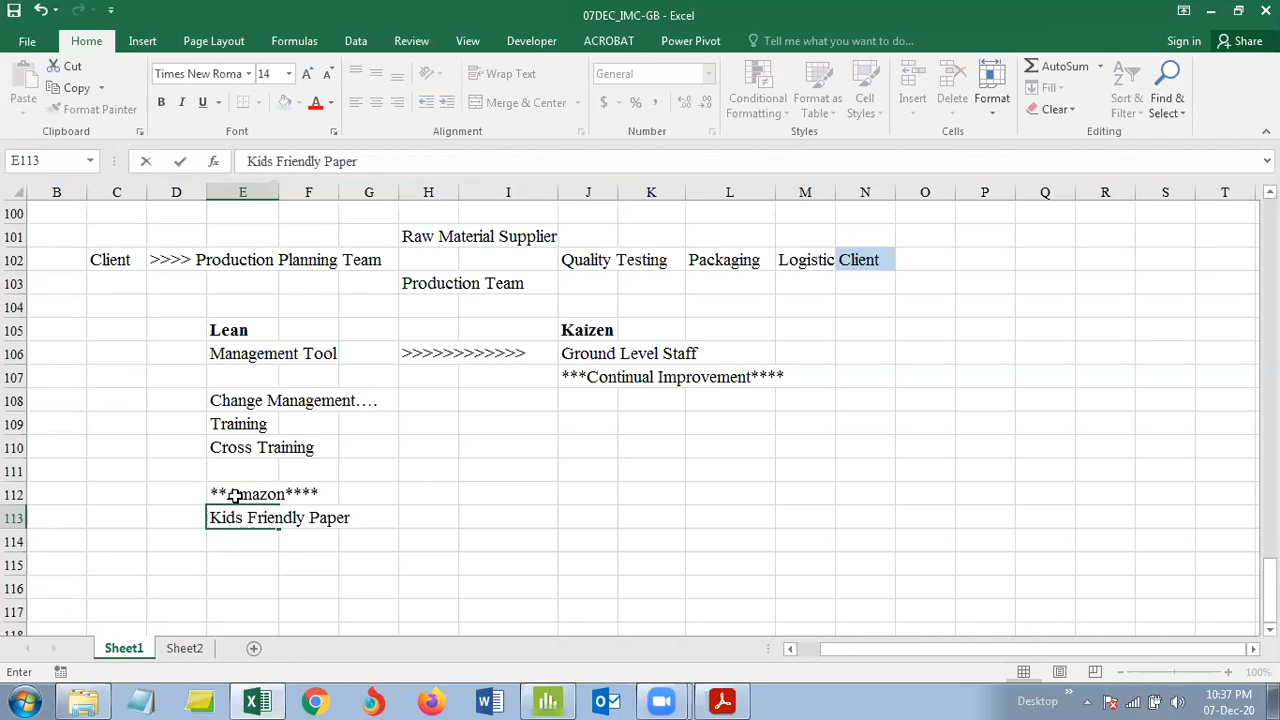 07DEC_IMC-GB - Excel
Sign in
Share
File Home Insert Page Layout Formulas Data Review View Developer ACROBAT Power Pivot Tell me what you want to do...
Cut
Copy
Format Painter
Paste
Clipboard
Times New Roma 14
B I U
Font
Wrap Text
Merge & Center
Alignment
General
$ % ,
Number
Conditional Formatting
Format as Table
Cell Styles
Styles
Insert
Delete
Format
Cells
AutoSum
Fill
Clear
Sort & Filter
Find & Select
Editing
E113
fx
Kids Friendly Paper
B C D E F G H I J K L M N O P Q R S T
100
101 Raw Material Supplier
102 Client >>>> Production Planning Team Quality Testing Packaging Logistic Client
103 Production Team
104
105 Lean Kaizen
106 Management Tool >>>>>>>>>>>> Ground Level Staff
107 ***Continual Improvement****
108 Change Management….
109 Training
110 Cross Training
111
112 **Amazon****
113 Kids Friendly Paper
114
115
116
117
118
Sheet1 Sheet2
Enter
100%
Desktop
10:37 PM
07-Dec-20